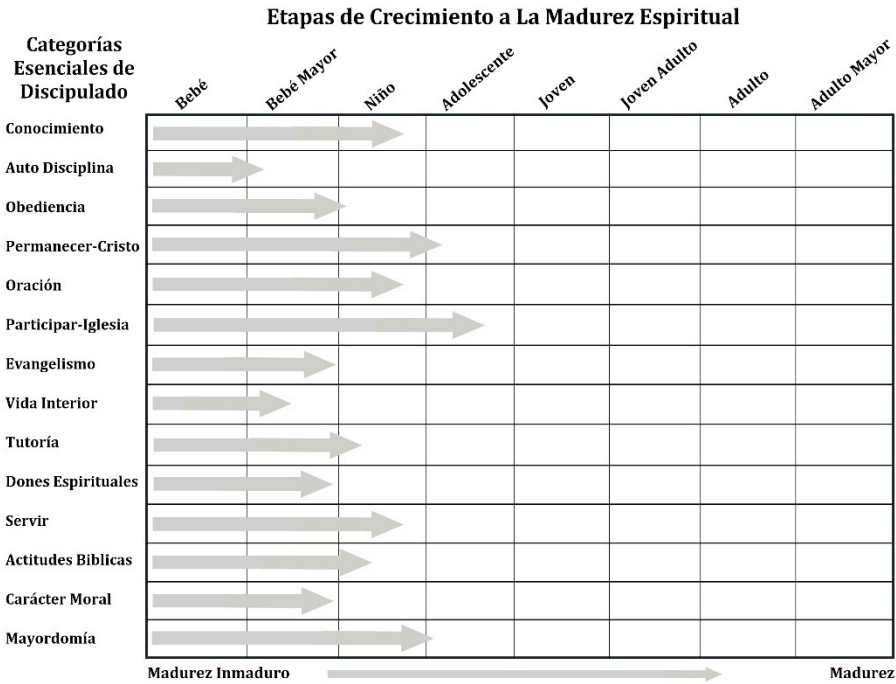 Etapas de Crecimiento a La Madurez Espiritual
Categorías
Esenciales de
Discipulado
Bebé
Bebé Mayor
Niño
Adolescente
Joven
Joven Adulto
Adulto
Adulto Mayor
Conocimiento
Auto Disciplina
Obediencia
Permanecer-Cristo
Oración
Participar-Iglesia
Evangelismo
Vida Interior
Tutoría
Dones Espirituales
Servir
Actitudes Biblicas
Carácter Moral
Mayordomía
Madurez Inmaduro
Madurez